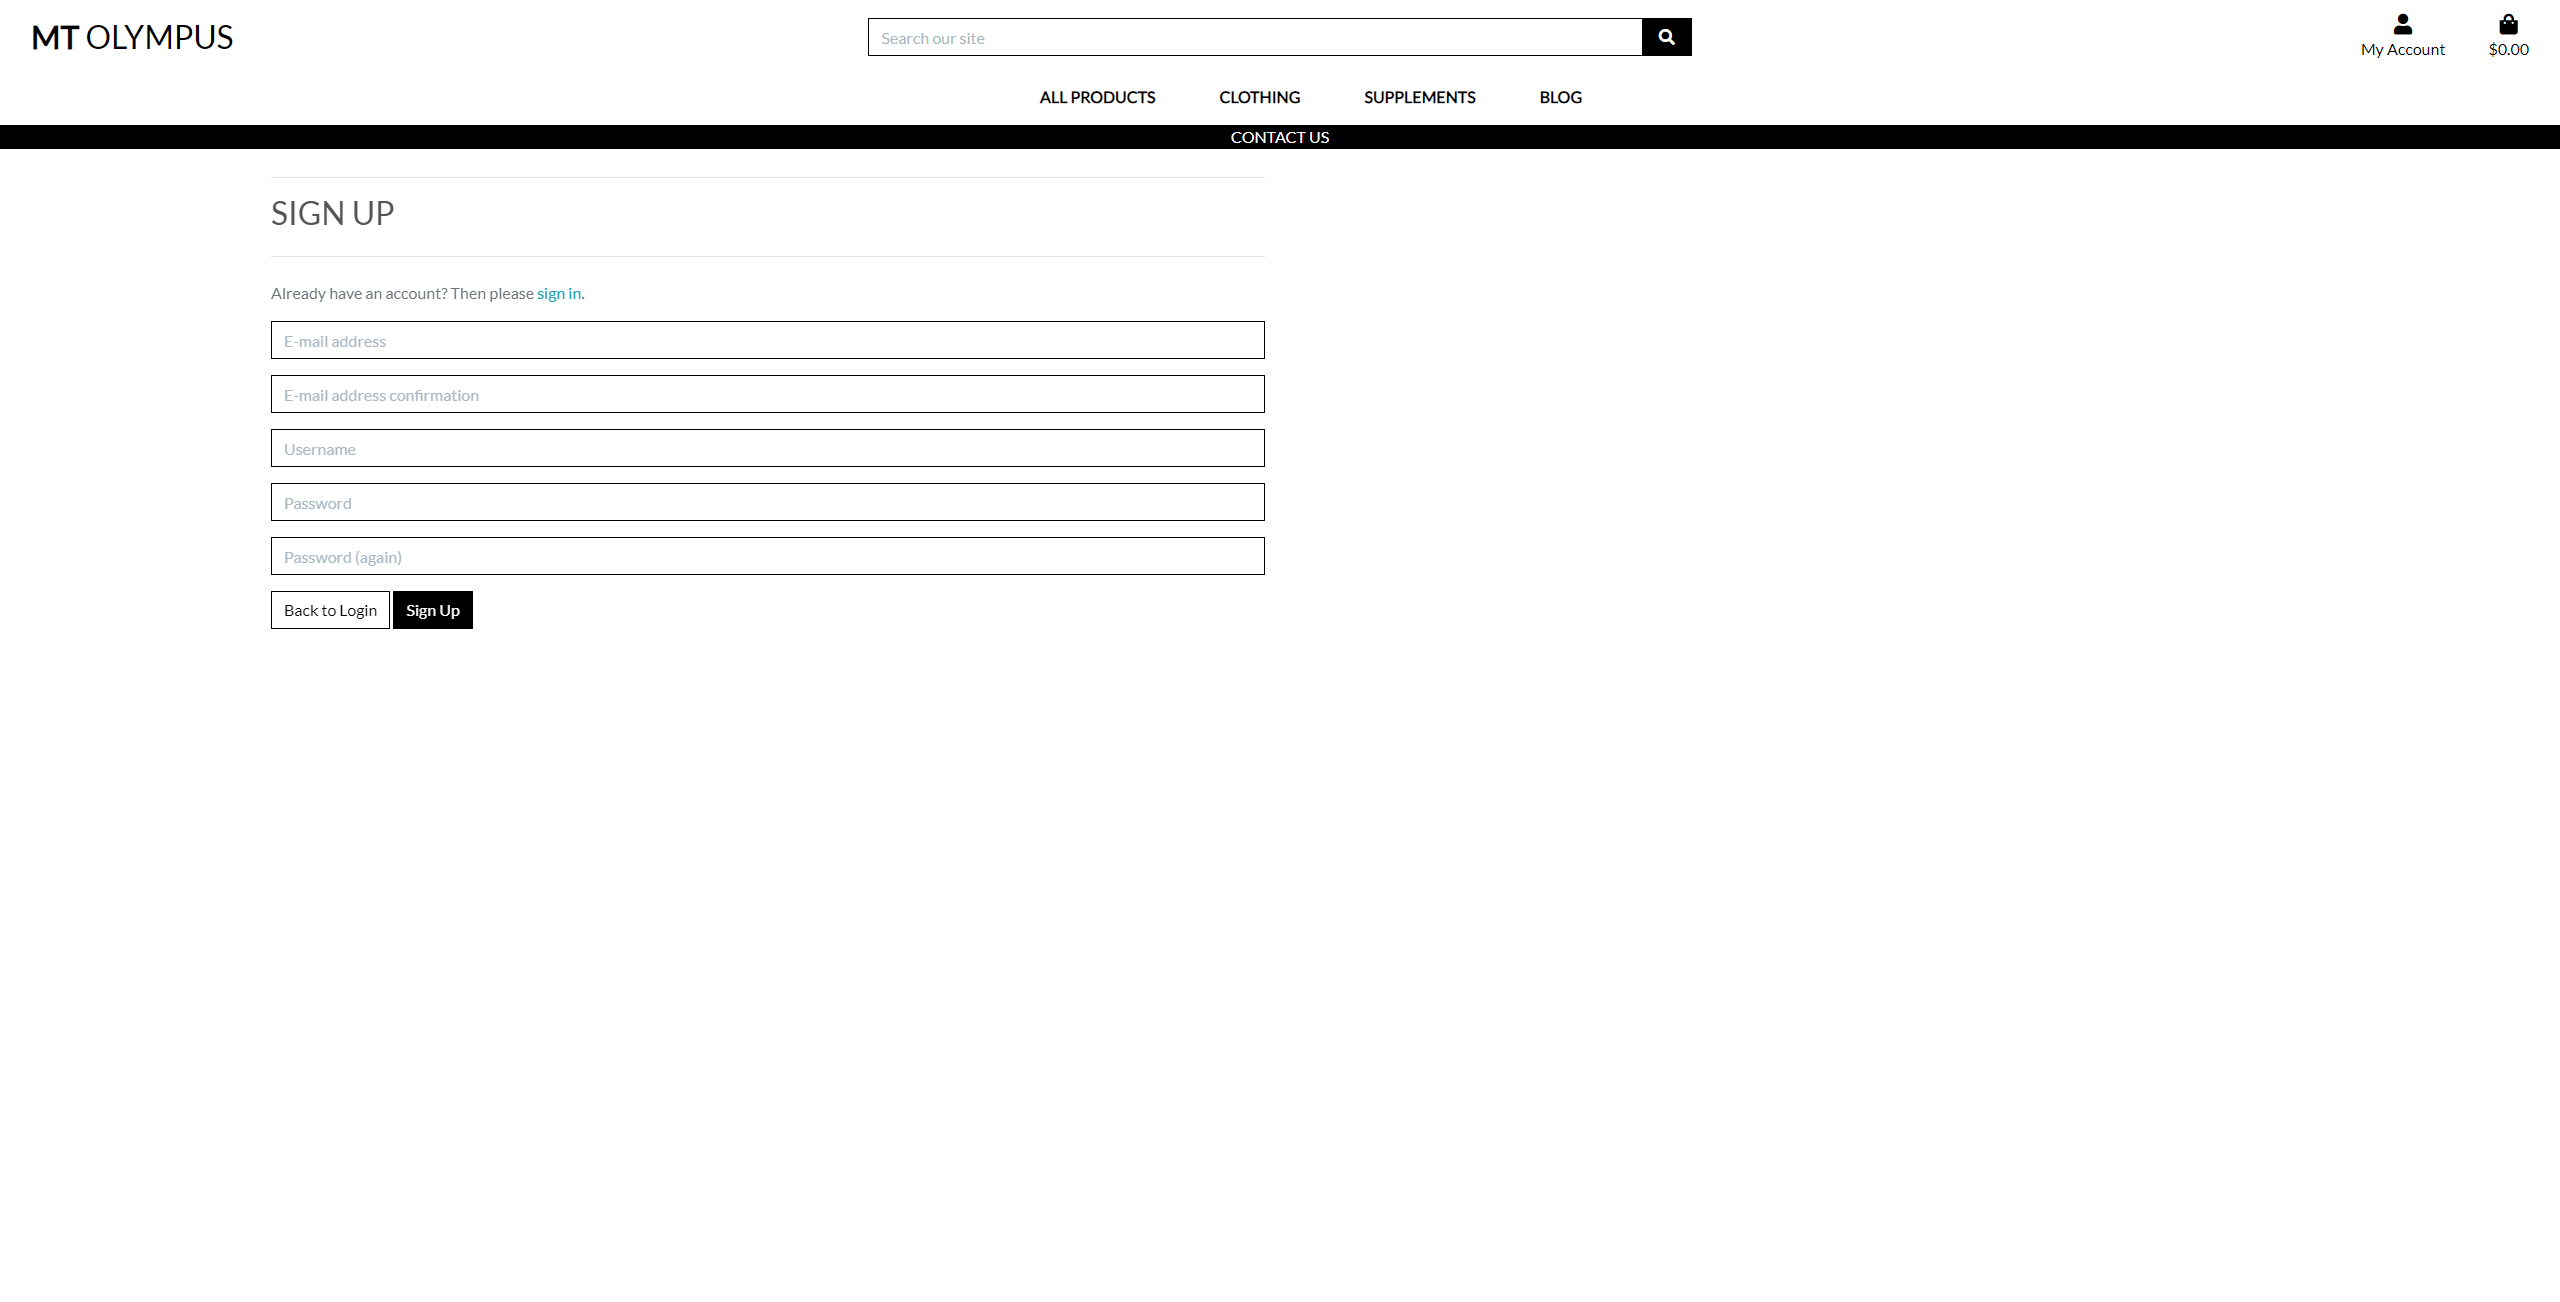 MT OLYMPUS
Search our site
My Account
$0.00
ALL PRODUCTS CLOTHING SUPPLEMENTS BLOG
CONTACT US
SIGN UP
Already have an account? Then please sign in.
E-mail address
E-mail address confirmation
Username
Password
Password (again)
Back to Login Sign Up